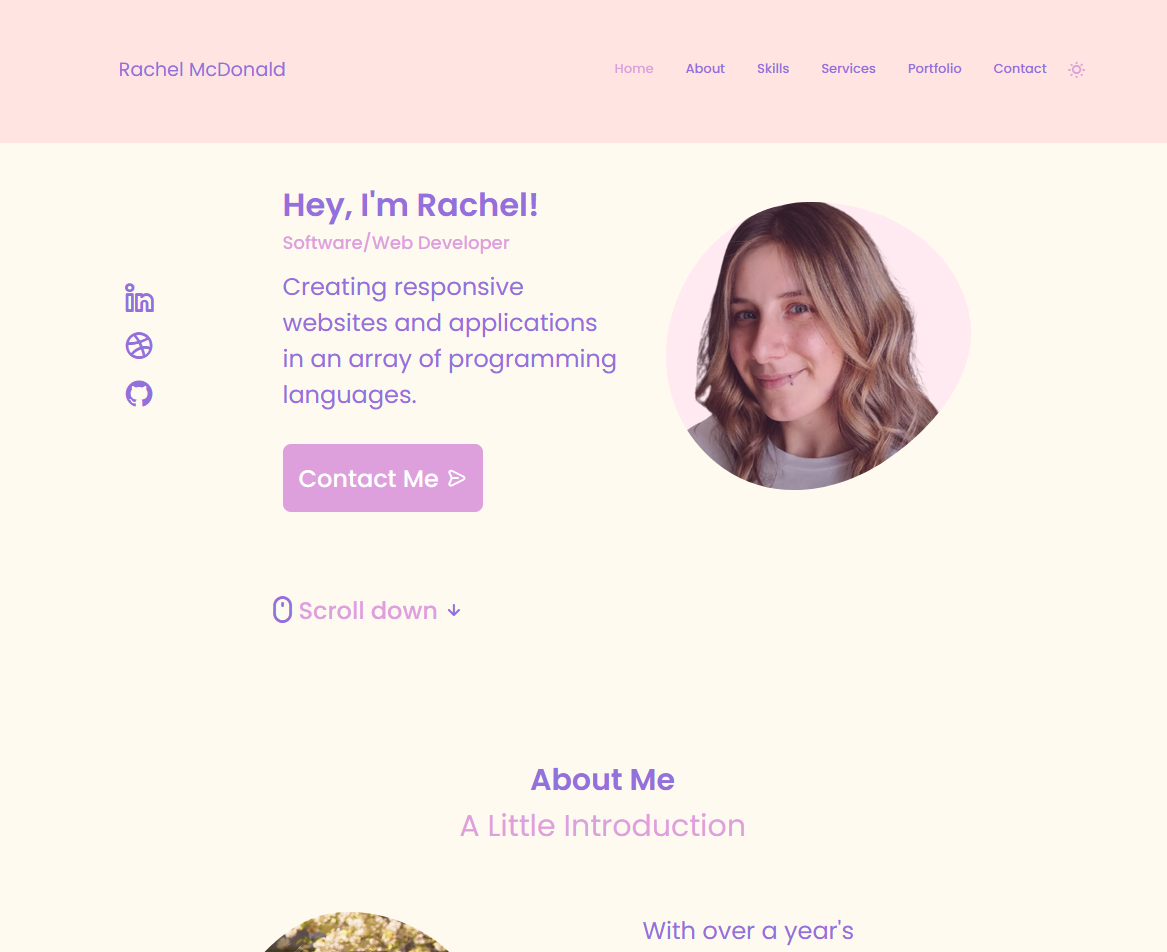 Rachel McDonald
Home About Skills Services Portfolio Contact
Hey, I'm Rachel!
Software/Web Developer
Creating responsive
websites and applications
in an array of programming
languages.
Contact Me
Scroll down
About Me
A Little Introduction
With over a year's